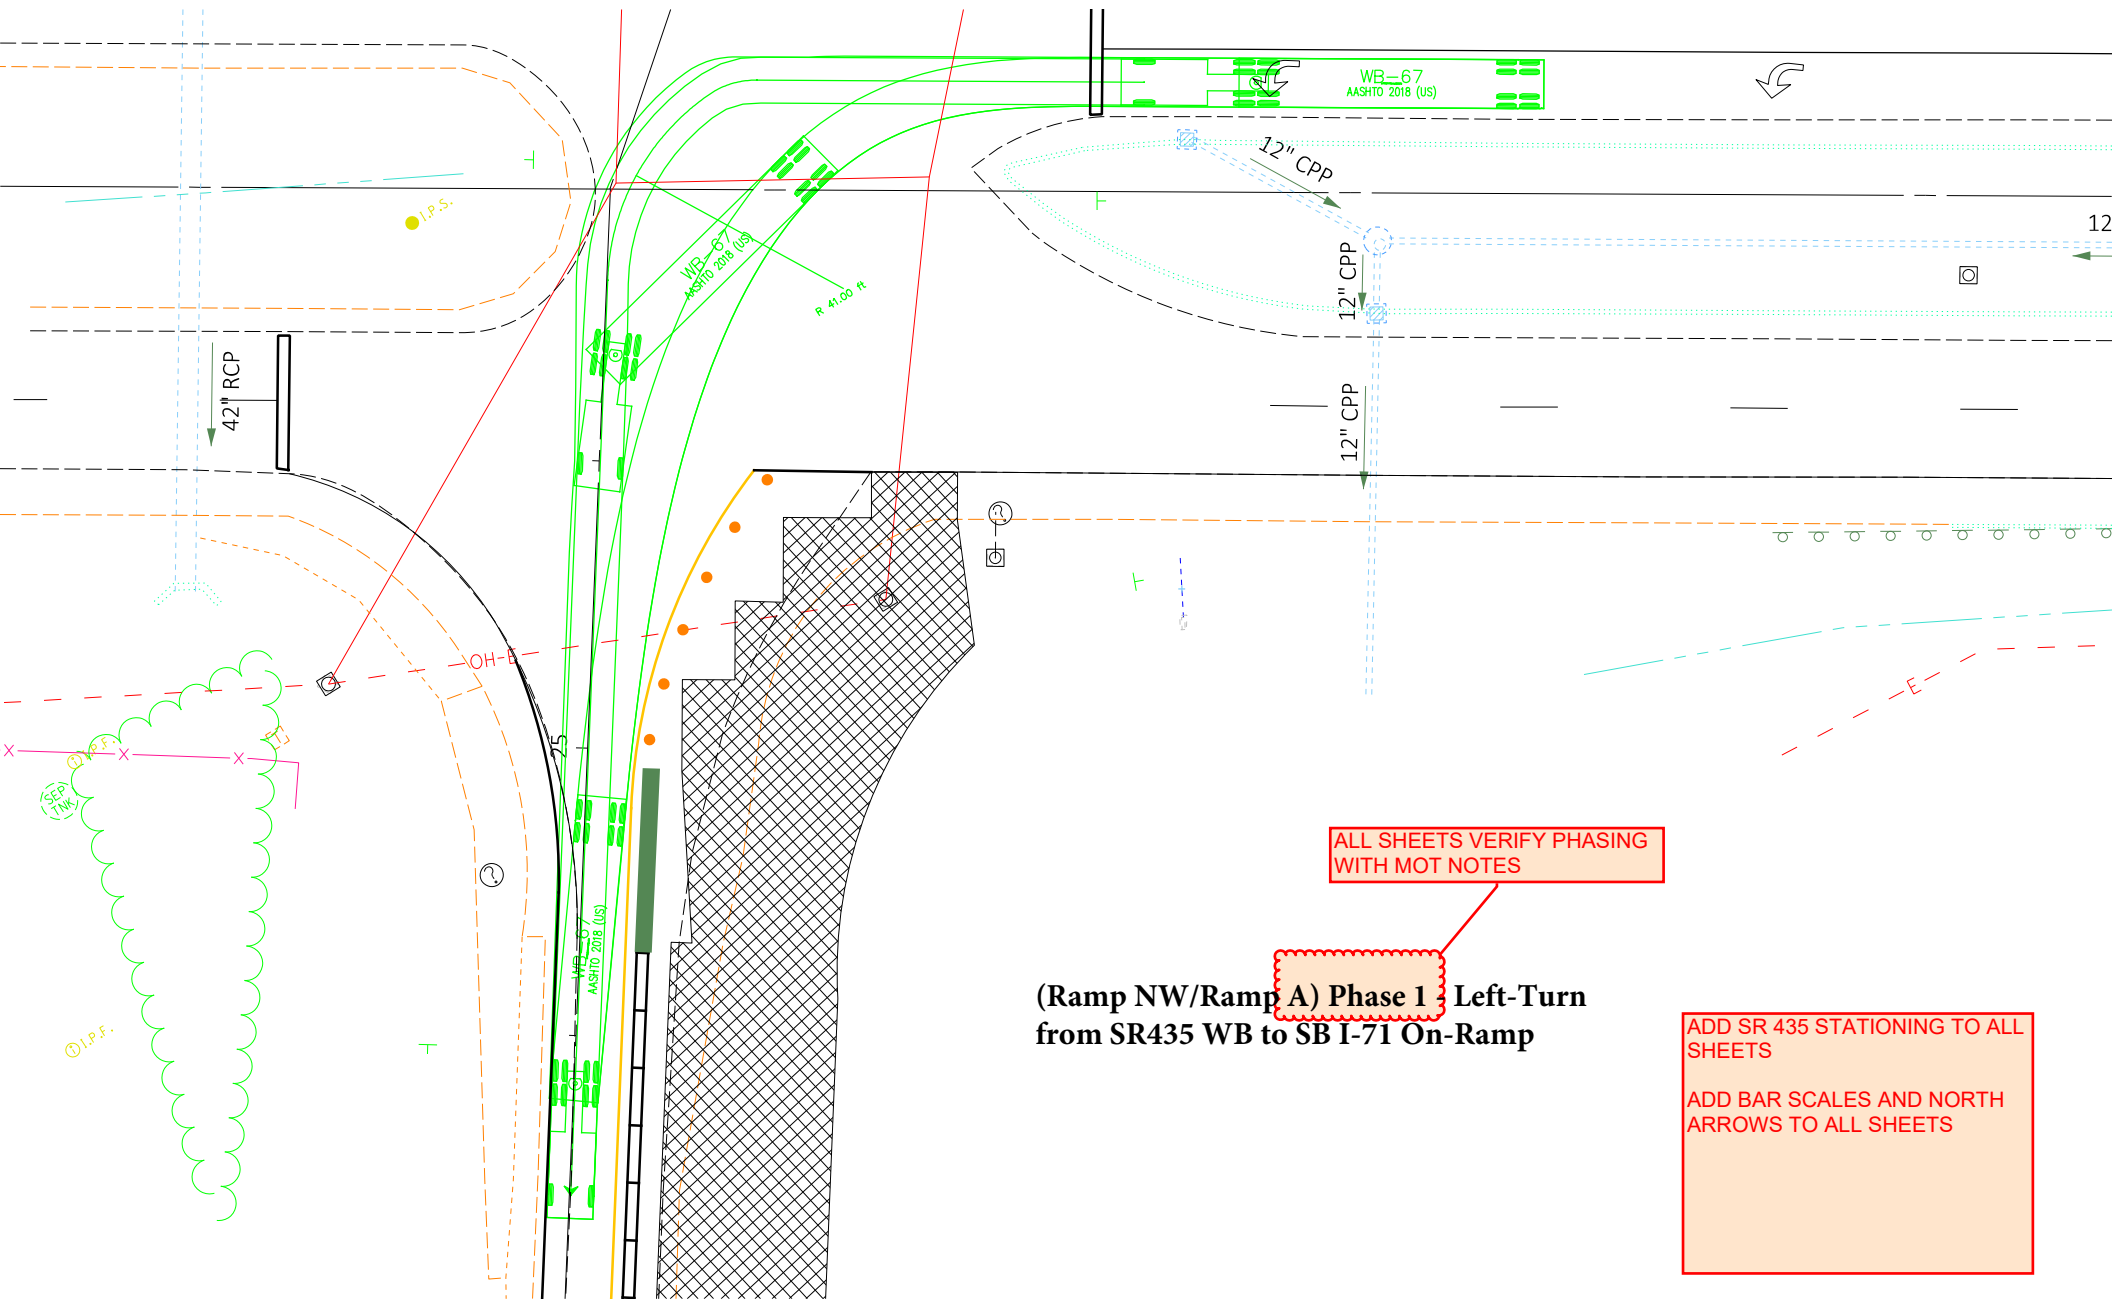 WB-67
AASHTO 2018 (US)
12" CPP
I.P.S.
12
WB-67
AASHTO 2018 (US)
R 41.00 ft
12" CPP
42" RCP
12" CPP
OH-E
E
25
X
X
X
I.P.F.
[T]
SEP
TNK
ALL SHEETS VERIFY PHASING
WITH MOT NOTES
?
?
WB-67
AASHTO 2018 (US)
(Ramp NW/Ramp A) Phase 1 - Left-Turn
from SR435 WB to SB I-71 On-Ramp
I.P.F.
ADD SR 435 STATIONING TO ALL
SHEETS
ADD BAR SCALES AND NORTH
ARROWS TO ALL SHEETS